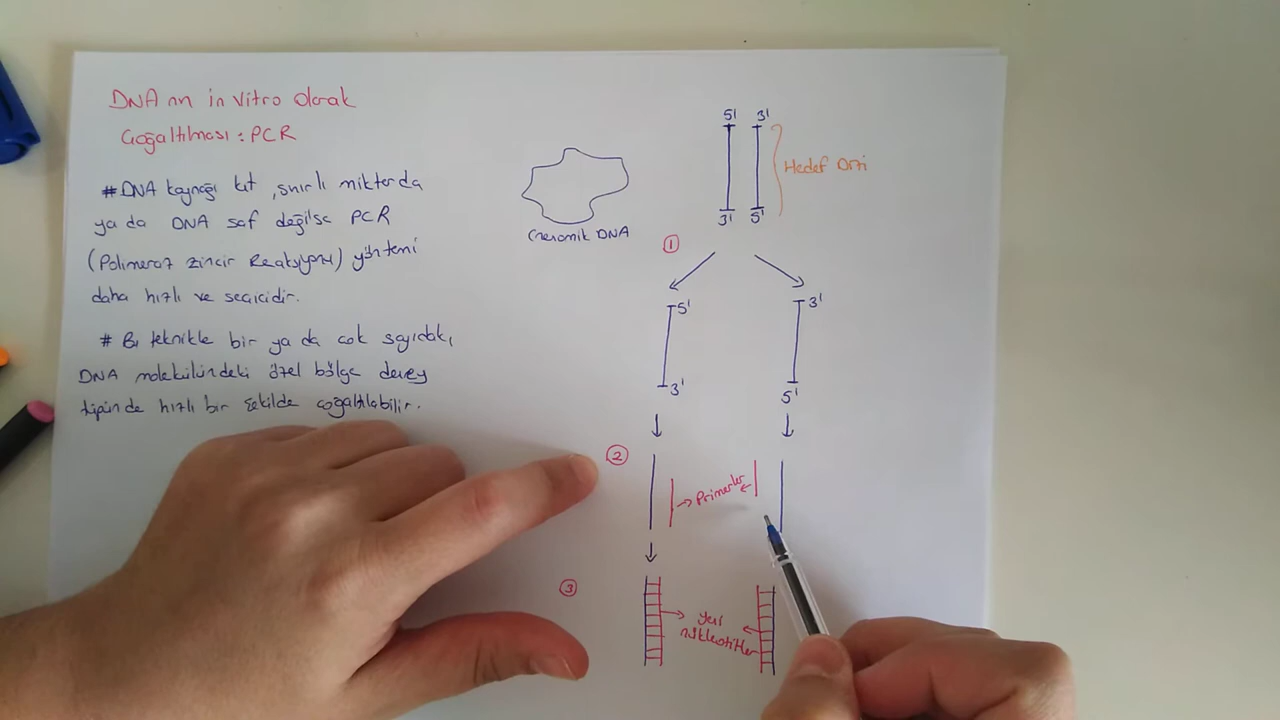 DNA nın in vitro Olarak
Çoğaltılması : PCR
# DNA kaynağı kıt, sınırlı miktarda
ya da DNA saf değilse PCR
(Polimeraz zincir Reaksiyonu) yöntemi
daha hızlı ve seçicidir.
# Bu teknikle bir ya da çok sayıdaki
DNA molekülündeki özel bölge deney
tüpünde hızlı bir şekilde çoğaltılabilir.
Genomik DNA
5' 3'
Hedef Dizi
3' 5'
①
5' 3'
3' 5'
②
Primerler
③
yeni
nükleotitler